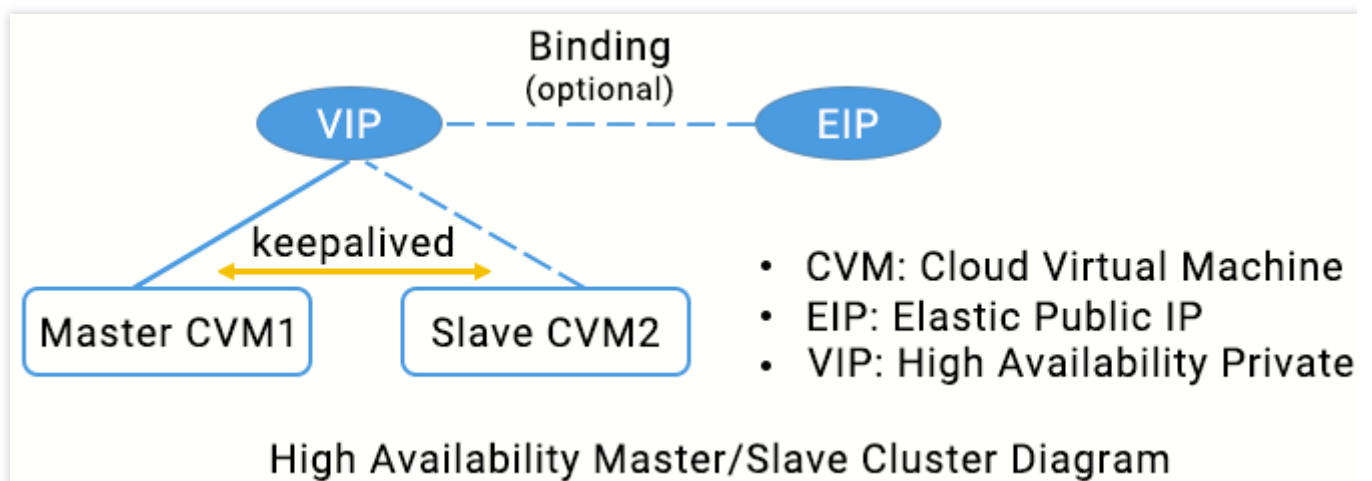 Binding
(optional)
VIP
EIP
keepalived
Master CVM1
Slave CVM2
• CVM: Cloud Virtual Machine
• EIP: Elastic Public IP
• VIP: High Availability Private
High Availability Master/Slave Cluster Diagram